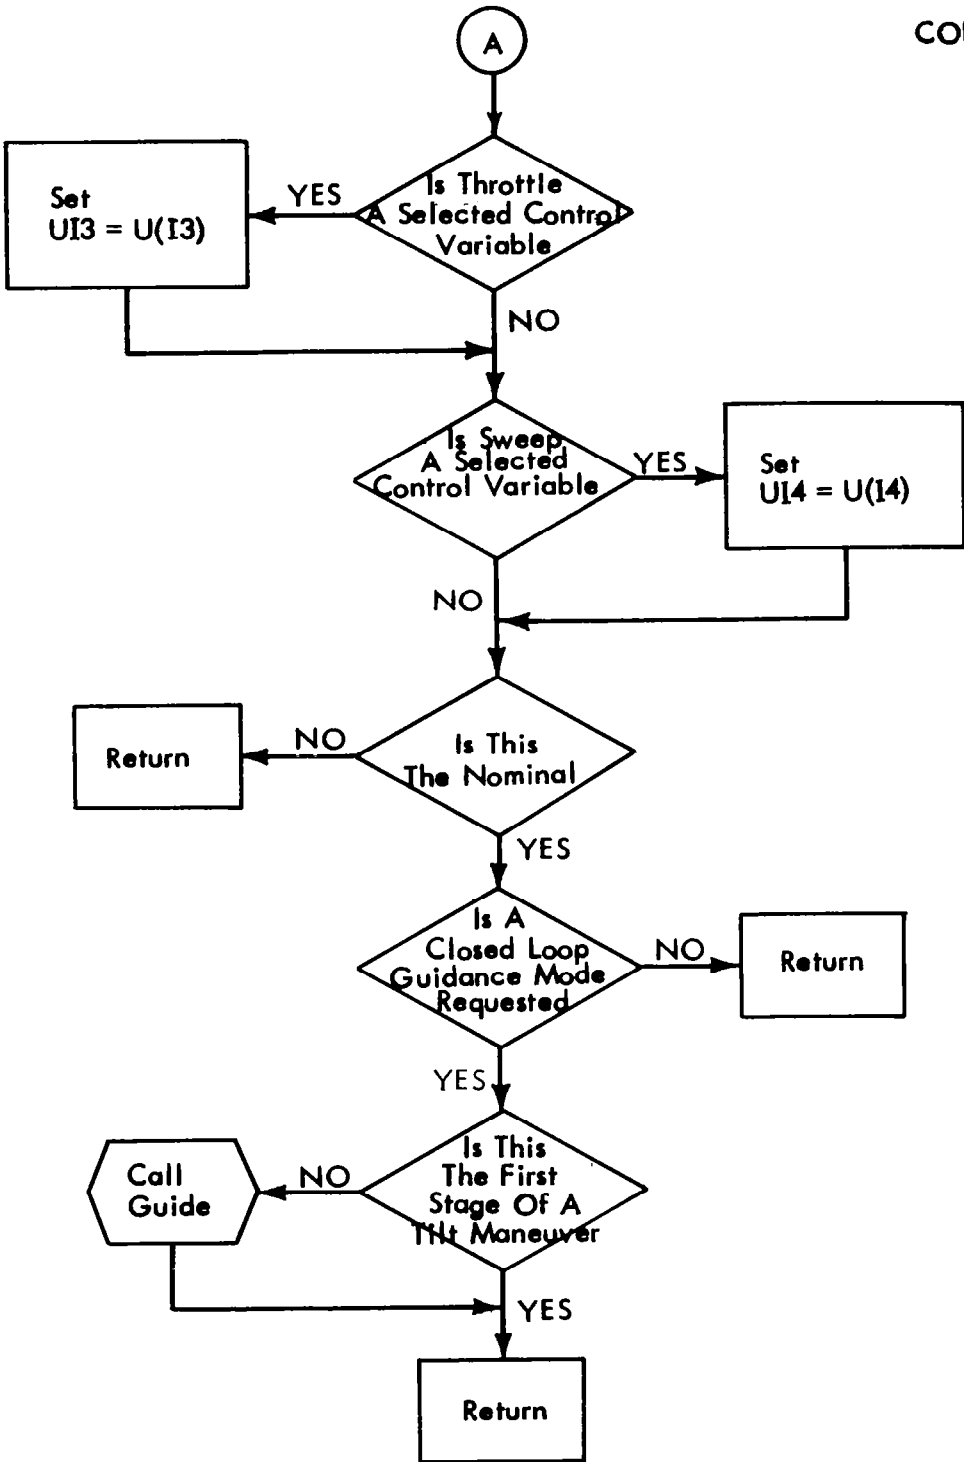 A
Is Throttle
A Selected Control
Variable
YES
Set
UI3 = U(I3)
NO
Is Sweep
A Selected
Control Variable
YES
Set
UI4 = U(I4)
NO
Is This
The Nominal
NO
Return
YES
Is A
Closed Loop
Guidance Mode
Requested
NO
Return
YES
Is This
The First
Stage Of A
Tilt Maneuver
NO
Call
Guide
YES
Return